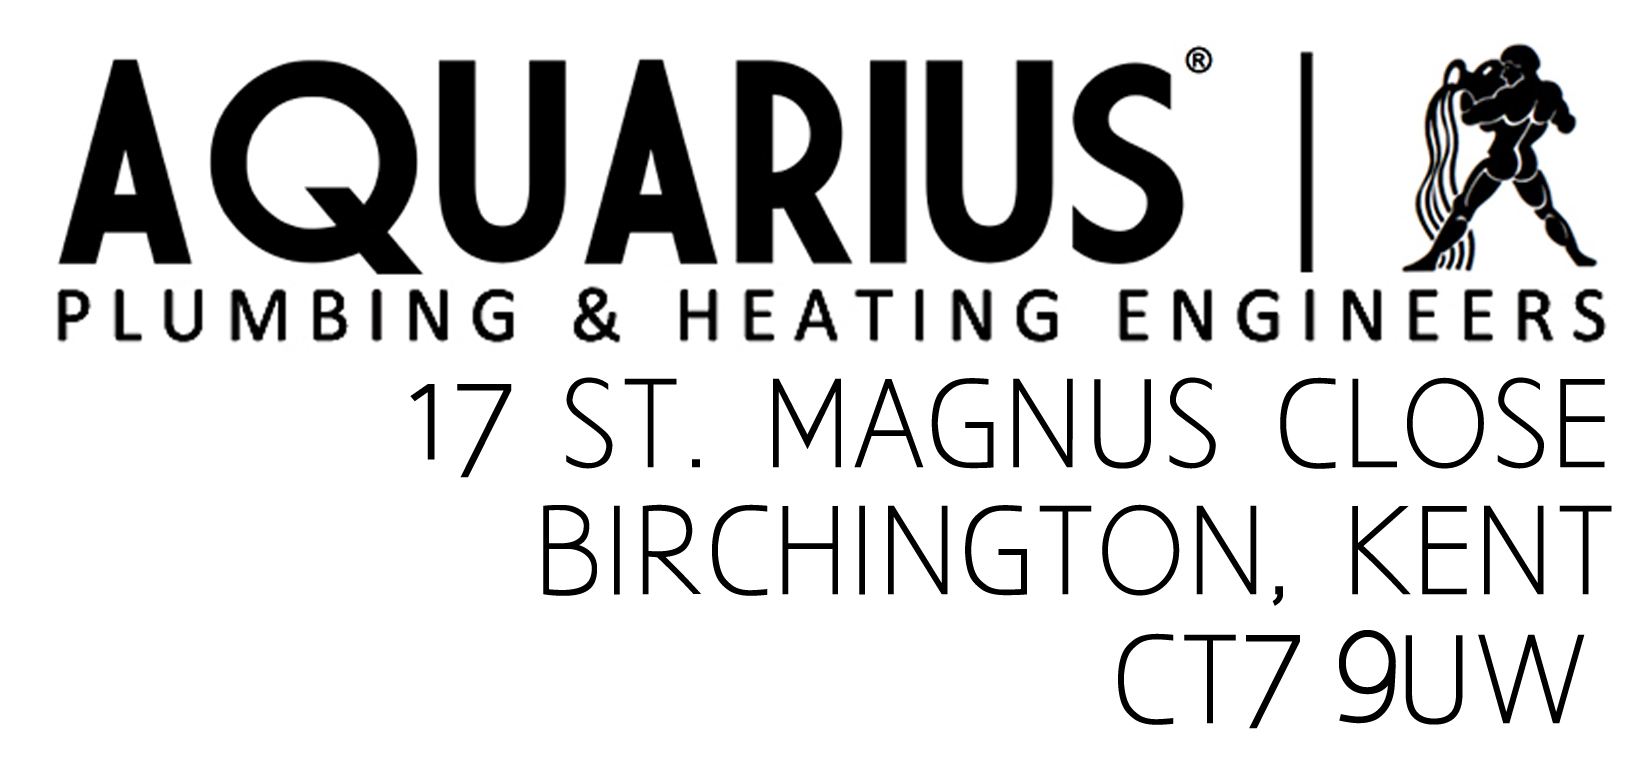 AQUARIUS®
PLUMBING & HEATING ENGINEERS
17 ST. MAGNUS CLOSE
BIRCHINGTON, KENT
CT7 9UW